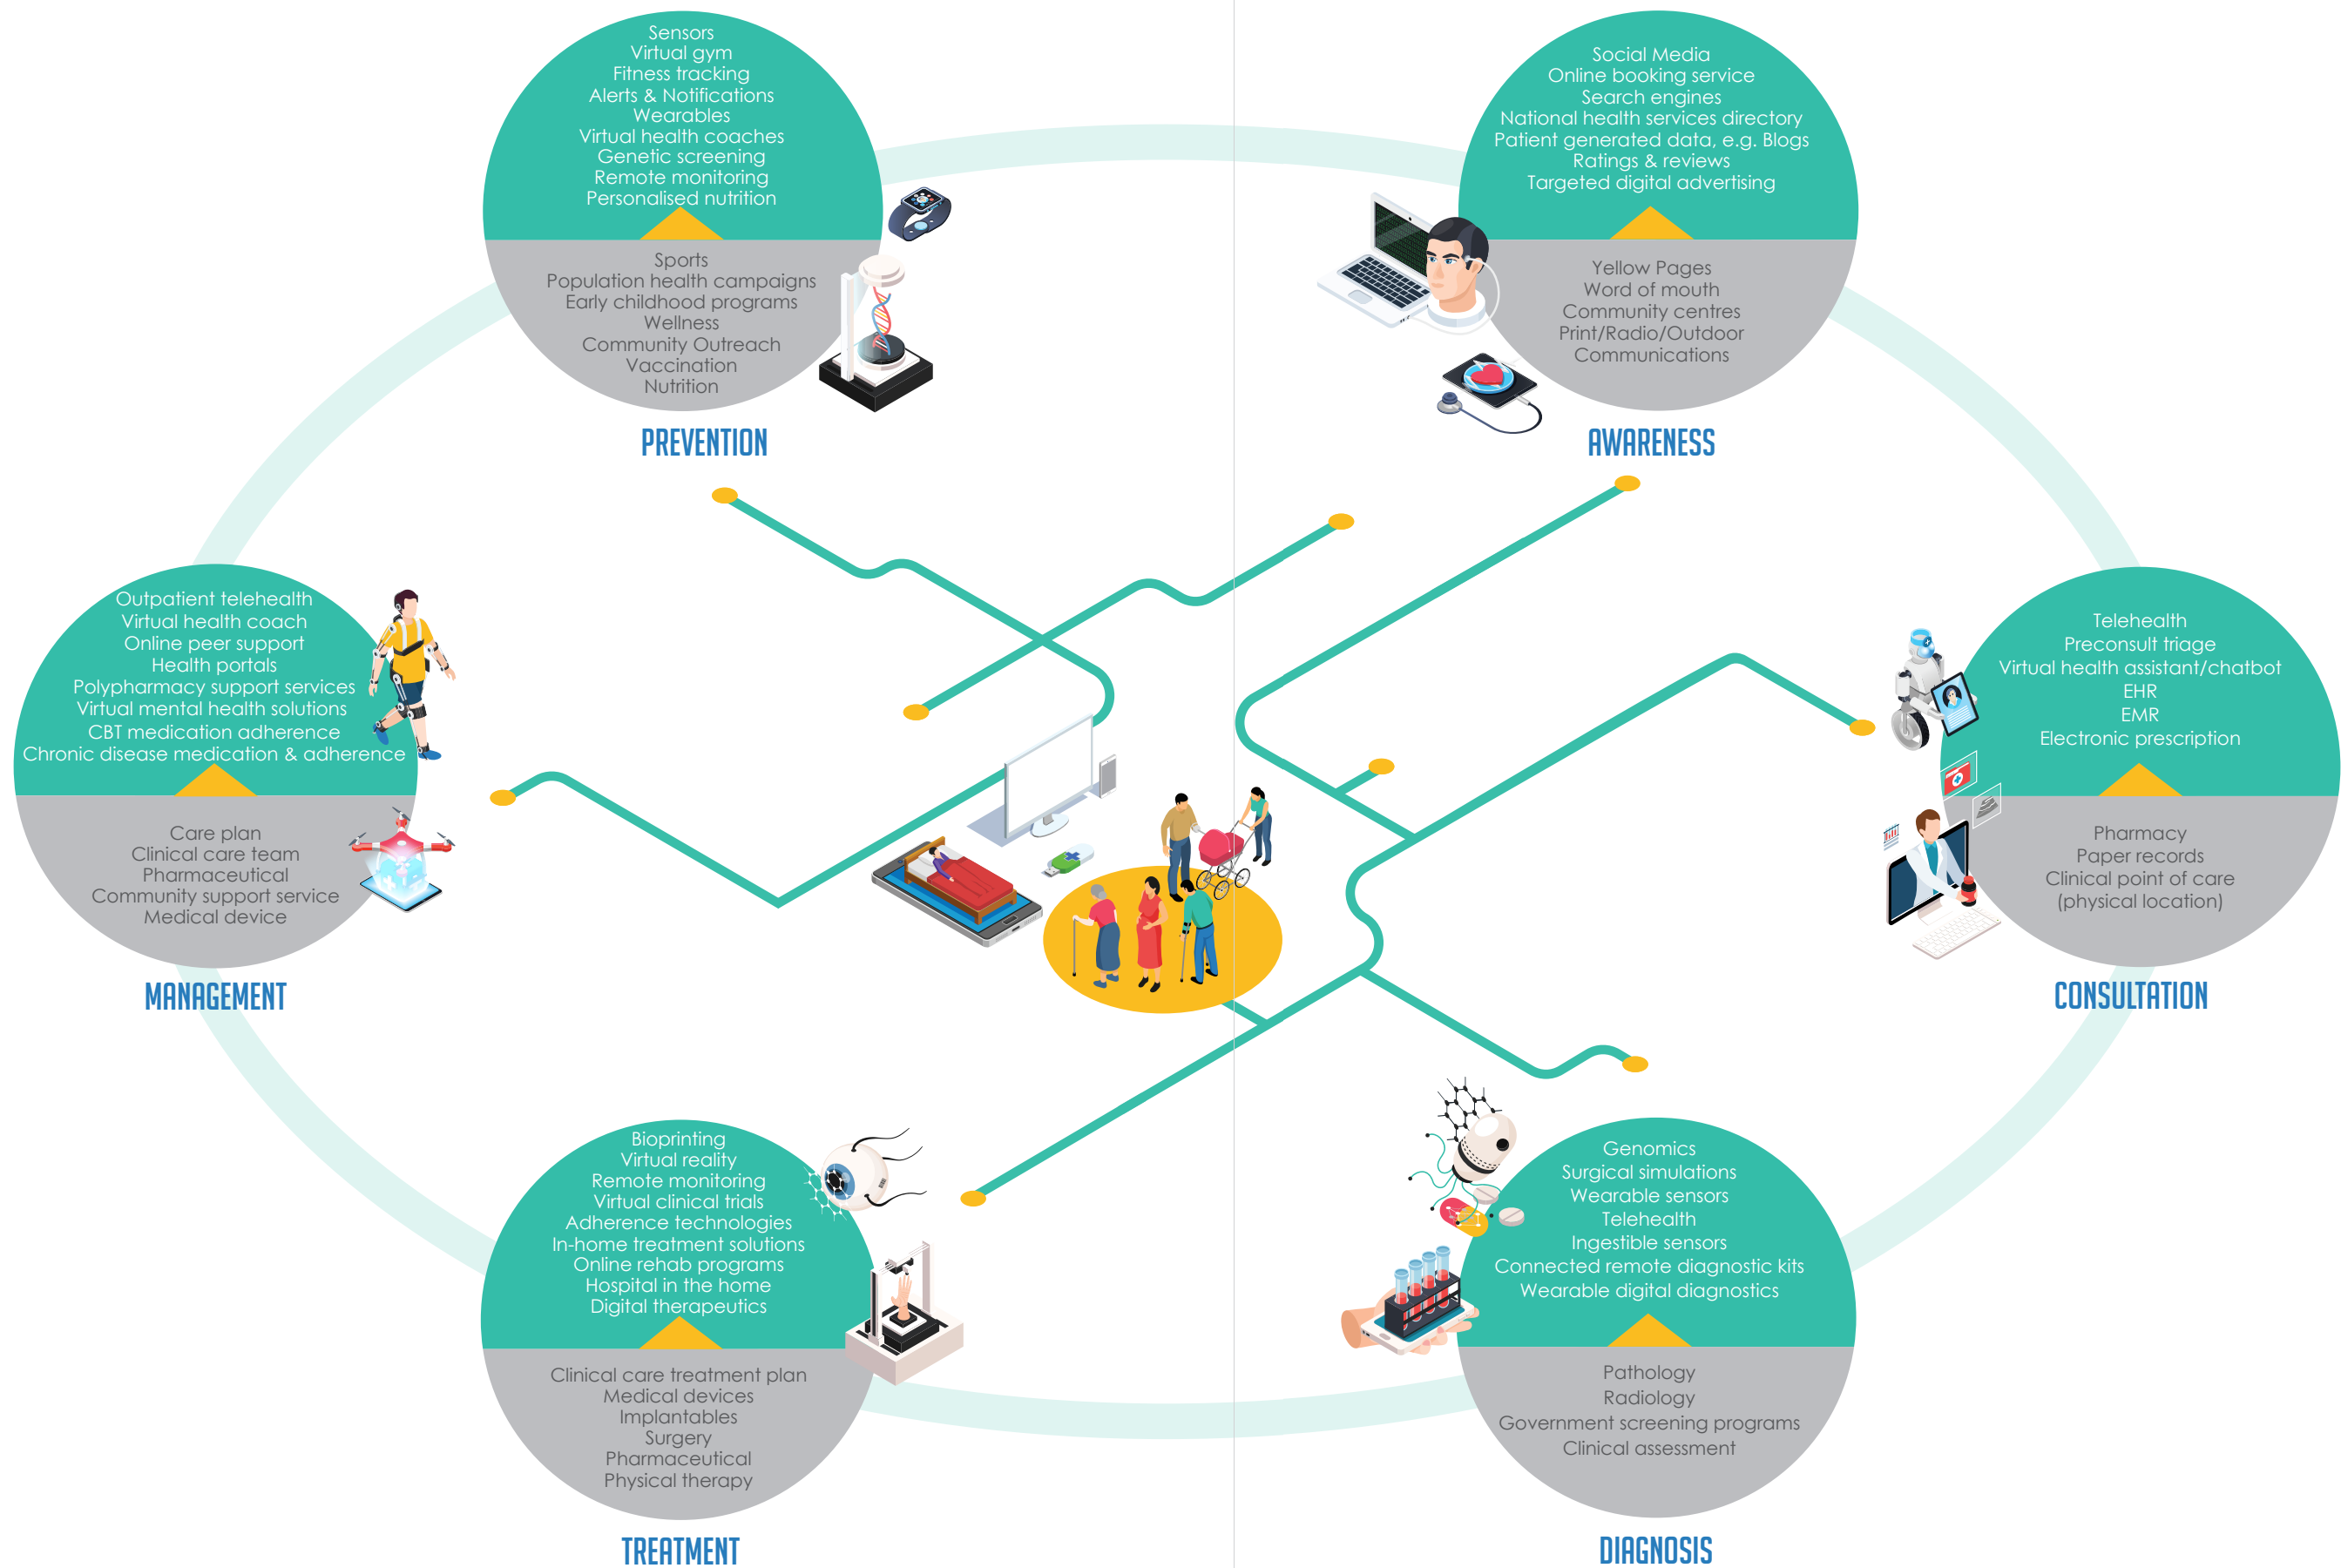 Sensors
Virtual gym
Fitness tracking
Alerts & Notifications
Wearables
Virtual health coaches
Genetic screening
Remote monitoring
Personalised nutrition
Sports
Population health campaigns
Early childhood programs
Wellness
Community Outreach
Vaccination
Nutrition
PREVENTION
Social Media
Online booking service
Search engines
National health services directory
Patient generated data, e.g. Blogs
Ratings & reviews
Targeted digital advertising
Yellow Pages
Word of mouth
Community centres
Print/Radio/Outdoor
Communications
AWARENESS
Outpatient telehealth
Virtual health coach
Online peer support
Health portals
Polypharmacy support services
Virtual mental health solutions
CBT medication adherence
Chronic disease medication & adherence
Care plan
Clinical care team
Pharmaceutical
Community support service
Medical device
MANAGEMENT
Telehealth
Preconsult triage
Virtual health assistant/chatbot
EHR
EMR
Electronic prescription
Pharmacy
Paper records
Clinical point of care
(physical location)
CONSULTATION
Bioprinting
Virtual reality
Remote monitoring
Virtual clinical trials
Adherence technologies
In-home treatment solutions
Online rehab programs
Hospital in the home
Digital therapeutics
Clinical care treatment plan
Medical devices
Implantables
Surgery
Pharmaceutical
Physical therapy
TREATMENT
Genomics
Surgical simulations
Wearable sensors
Telehealth
Ingestible sensors
Connected remote diagnostic kits
Wearable digital diagnostics
Pathology
Radiology
Government screening programs
Clinical assessment
DIAGNOSIS